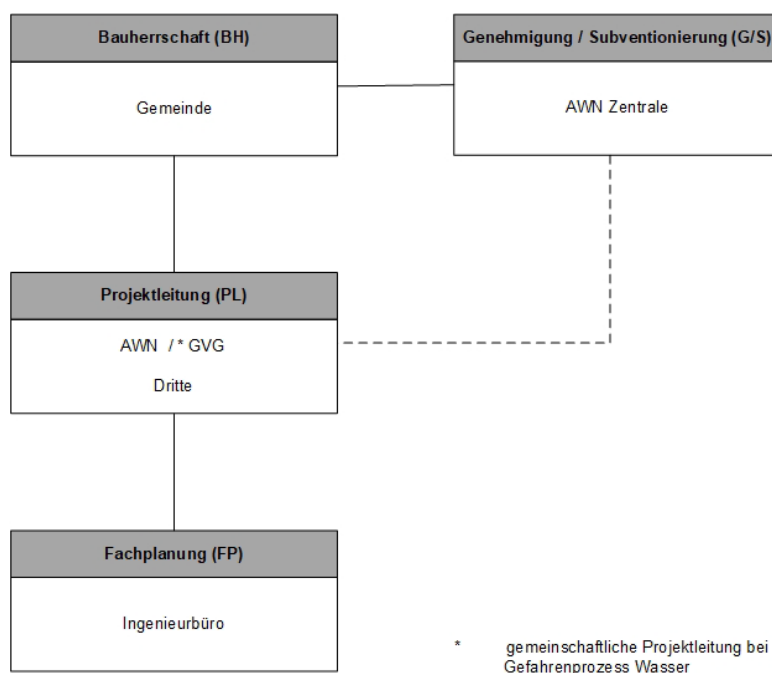 Bauherrschaft (BH)
Gemeinde
Genehmigung / Subventionierung (G/S)
AWN Zentrale
Projektleitung (PL)
AWN / * GVG
Dritte
Fachplanung (FP)
Ingenieurbüro
* gemeinschaftliche Projektleitung bei
Gefahrenprozess Wasser